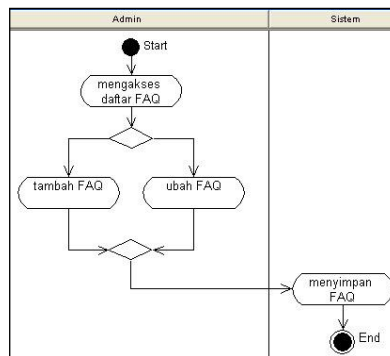 Admin
Sistem
Start
mengakses
daftar FAQ
tambah FAQ
ubah FAQ
menyimpan
FAQ
End